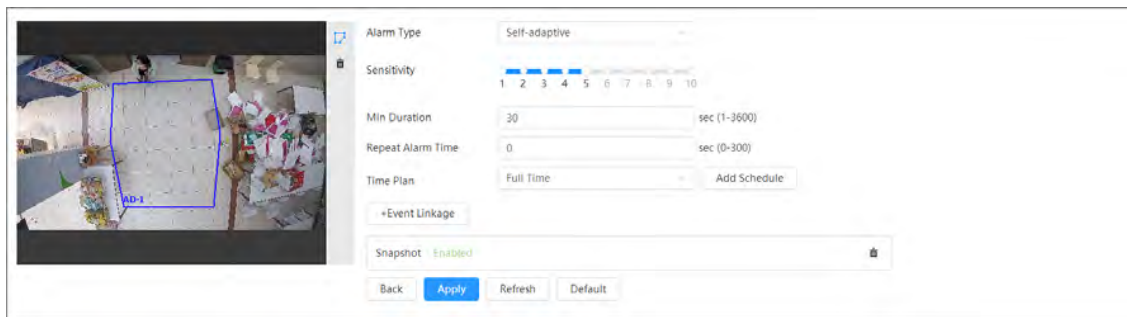 Alarm Type Self-adaptive
Sensitivity
1 2 3 4 5 6 7 8 9 10
Min Duration 30 sec (1-3600)
Repeat Alarm Time 0 sec (0-300)
Time Plan Full Time Add Schedule
AD-1
+Event Linkage
Snapshot Enabled
Back Apply Refresh Default